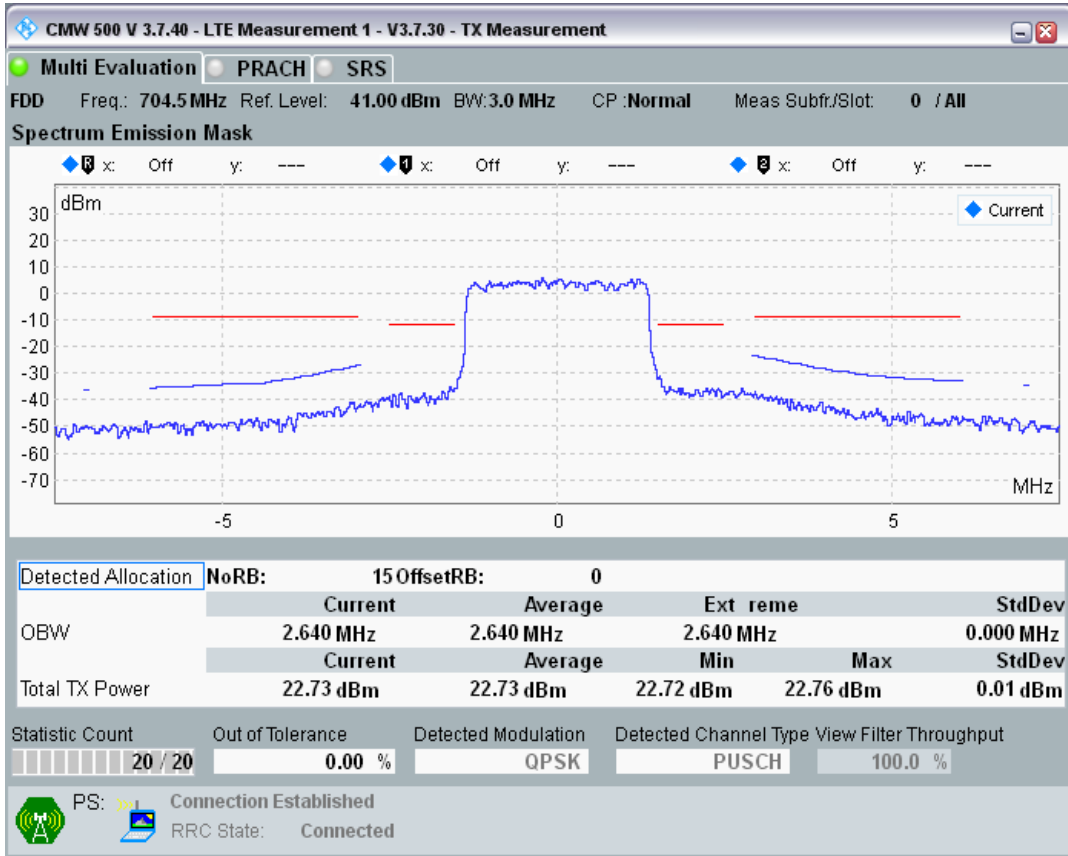 CMW 500 V 3.7.40 - LTE Measurement 1 - V3.7.30 - TX Measurement
Multi Evaluation PRACH SRS
FDD Freq.: 704.5 MHz Ref. Level: 41.00 dBm BW: 3.0 MHz CP :Normal Meas Subfr./Slot: 0 / All
Spectrum Emission Mask
R x: Off y: --- 1 x: Off y: --- 2 x: Off y: ---
dBm
Current
30
20
10
0
-10
-20
-30
-40
-50
-60
-70
MHz
-5 0 5
Detected Allocation NoRB: 15 OffsetRB: 0
Current Average Ext reme StdDev
OBW 2.640 MHz 2.640 MHz 2.640 MHz 0.000 MHz
Current Average Min Max StdDev
Total TX Power 22.73 dBm 22.73 dBm 22.72 dBm 22.76 dBm 0.01 dBm
Statistic Count Out of Tolerance Detected Modulation Detected Channel Type View Filter Throughput
20 / 20 0.00 % QPSK PUSCH 100.0 %
PS: Connection Established
RRC State: Connected